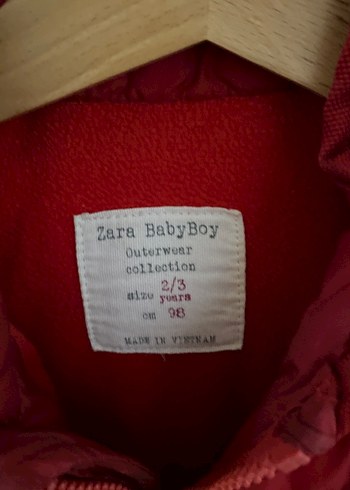 Zara BabyBoy
Outerwear
collection
size 2/3 years
cm 98
MADE IN VIETNAM